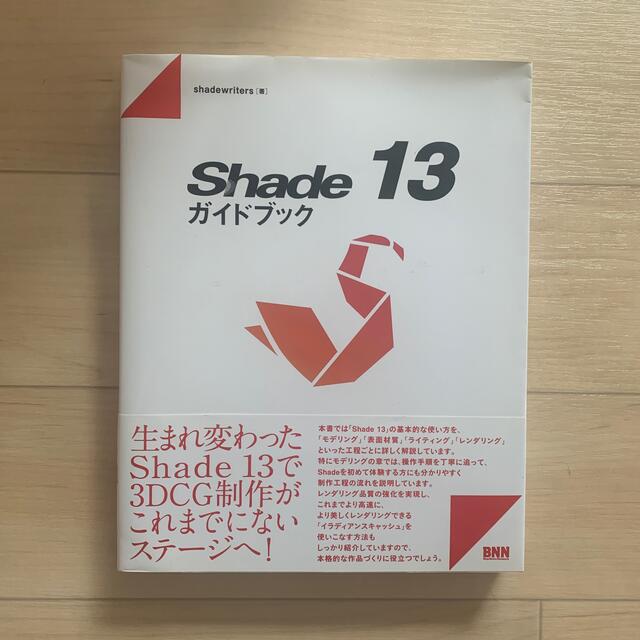 shadewriters [著]
Shade 13
ガイドブック
生まれ変わった
Shade 13で
3DCG制作が
これまでにない
ステージへ!
本書では「Shade 13」の基本的な使い方を、
「モデリング」「表面材質」「ライティング」「レンダリング」
といった工程ごとに詳しく解説しています。
特にモデリングの章では、操作手順を丁寧に追って、
Shadeを初めて体験する方にも分かりやすく
制作工程の流れを説明しています。
レンダリング品質の強化を実現し、
これまでより高速に、
より美しくレンダリングできる
「イラディアンスキャッシュ」を
使いこなす方法も
しっかり紹介していますので、
本格的な作品づくりに役立つでしょう。
BNN